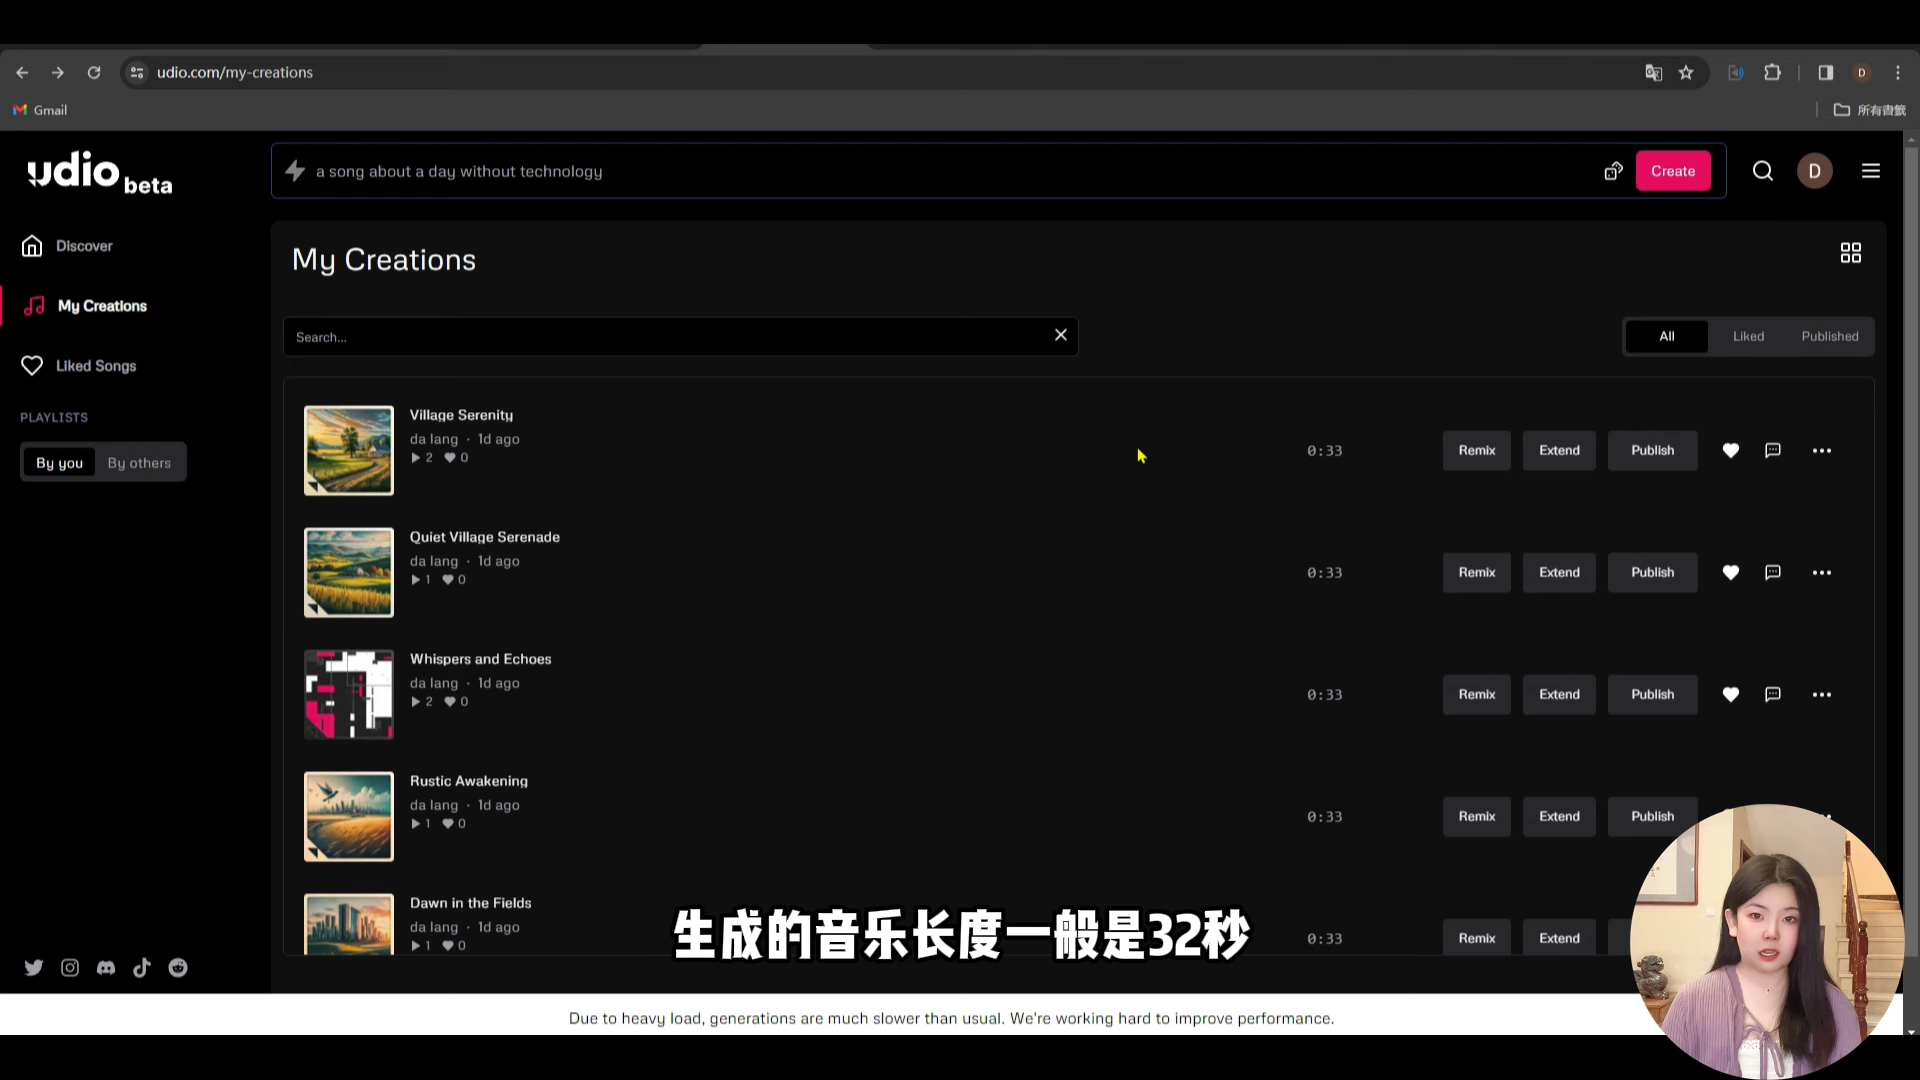 udio.com/my-creations
Gmail
所有書籤
udio beta
a song about a day without technology
Create
D
Discover
My Creations
Liked Songs
PLAYLISTS
By you
By others
My Creations
Search...
All
Liked
Published
Village Serenity
da lang · 1d ago
2 0
0:33
Remix
Extend
Publish
Quiet Village Serenade
da lang · 1d ago
1 0
0:33
Remix
Extend
Publish
Whispers and Echoes
da lang · 1d ago
2 0
0:33
Remix
Extend
Publish
Rustic Awakening
da lang · 1d ago
1 0
0:33
Remix
Extend
Publish
Dawn in the Fields
da lang · 1d ago
1 0
0:33
Remix
Extend
生成的音乐长度一般是32秒
Due to heavy load, generations are much slower than usual. We're working hard to improve performance.